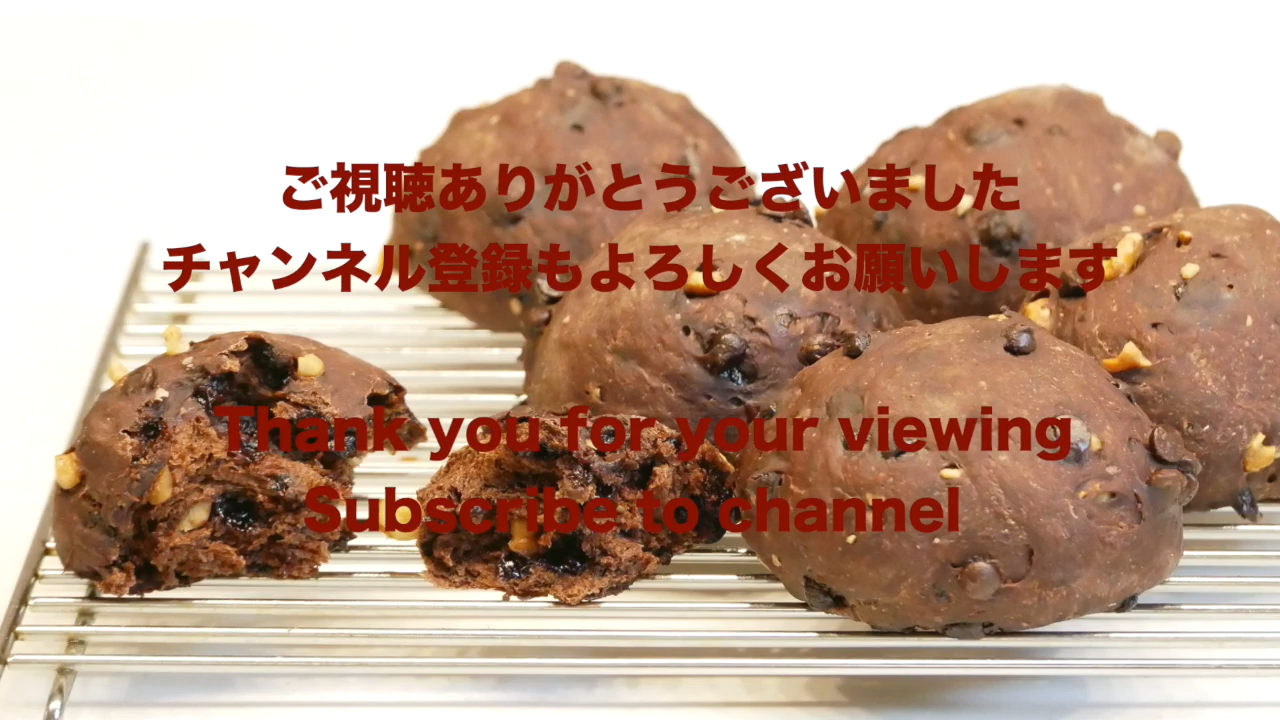 ご視聴ありがとうございました
チャンネル登録もよろしくお願いします
Thank you for your viewing
Subscribe to channel